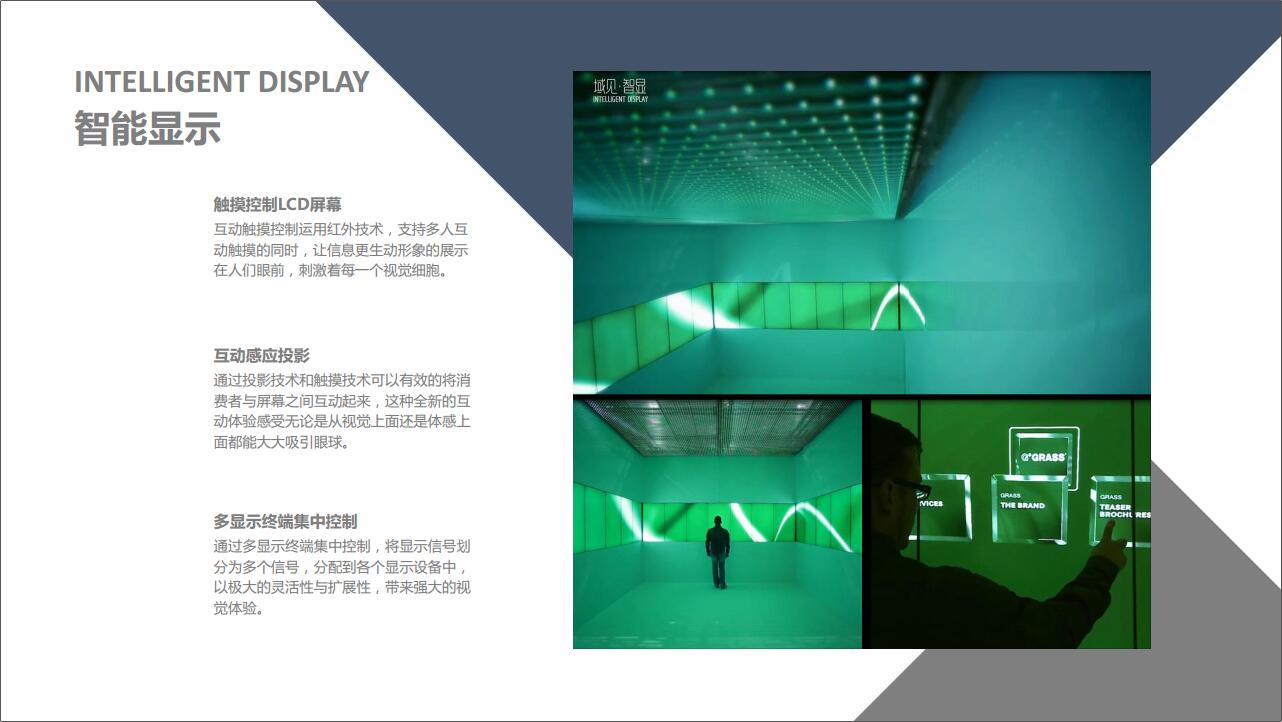 INTELLIGENT DISPLAY
智能显示
触摸控制LCD屏幕
互动触摸控制运用红外技术，支持多人互
动触摸的同时，让信息更生动形象的展示
在人们眼前，刺激着每一个视觉细胞。
互动感应投影
通过投影技术和触摸技术可以有效的将消
费者与屏幕之间互动起来，这种全新的互
动体验感受无论是从视觉上面还是体感上
面都能大大吸引眼球。
多显示终端集中控制
通过多显示终端集中控制，将显示信号划
分为多个信号，分配到各个显示设备中，
以极大的灵活性与扩展性，带来强大的视
觉体验。
域见·智显
INTELLIGENT DISPLAY
GRASS
VICES
GRASS
THE BRAND
GRASS
TEASER
BROCHURES